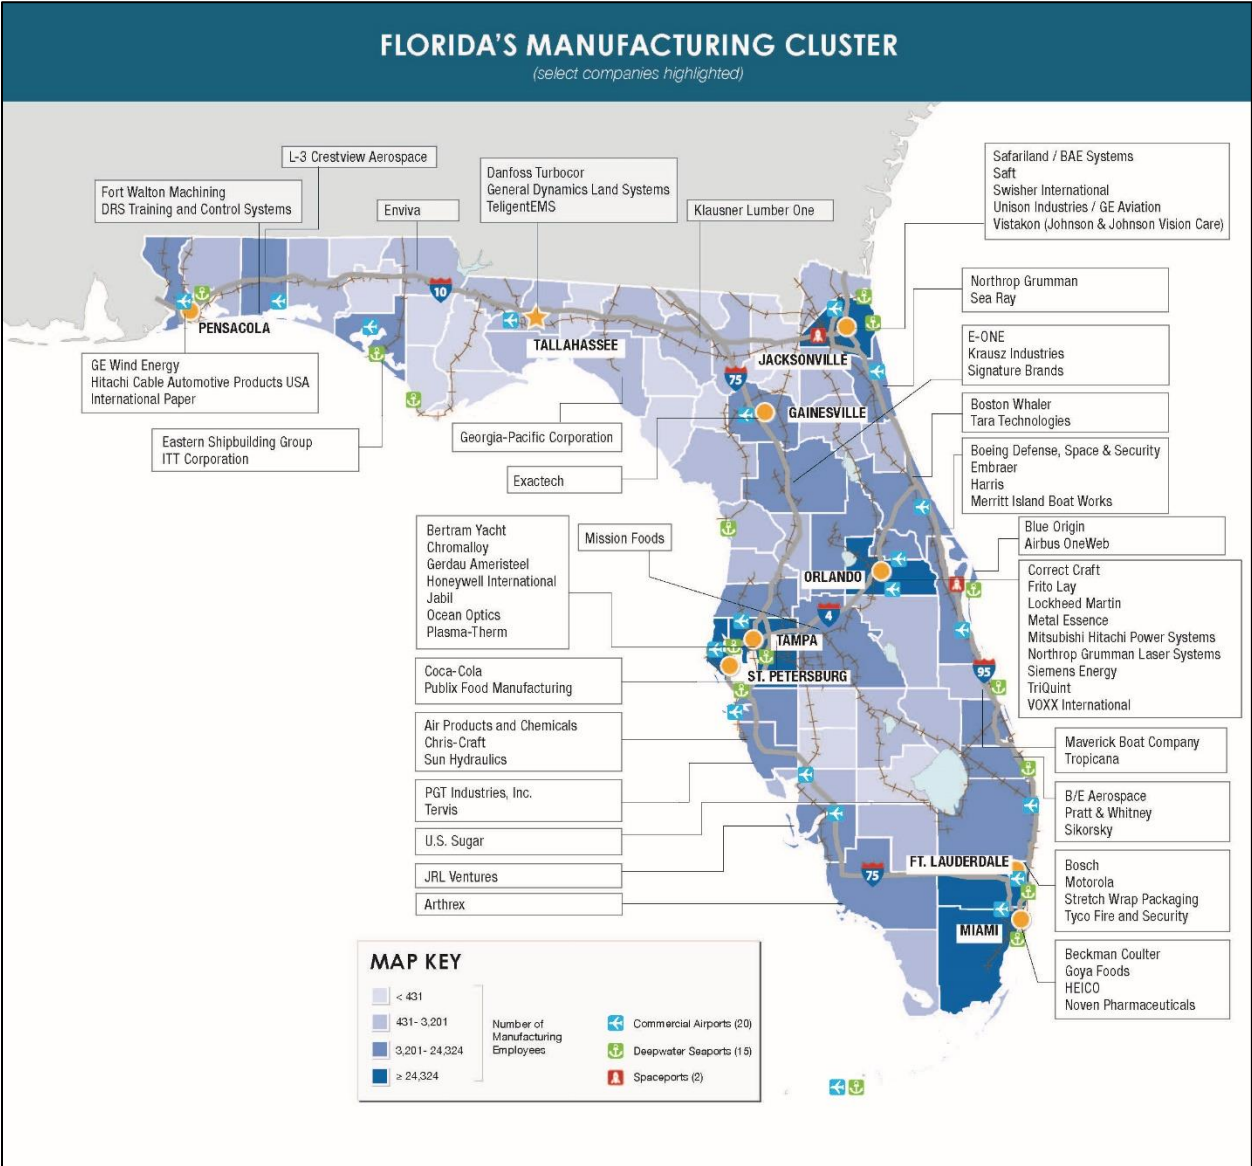 FLORIDA'S MANUFACTURING CLUSTER
(select companies highlighted)
L-3 Crestview Aerospace
Fort Walton Machining
DRS Training and Control Systems
Enviva
Danfoss Turbocor
General Dynamics Land Systems
TeligentEMS
Klausner Lumber One
Safariland / BAE Systems
Saft
Swisher International
Unison Industries / GE Aviation
Vistakon (Johnson & Johnson Vision Care)
Northrop Grumman
Sea Ray
E-ONE
Krausz Industries
Signature Brands
Boston Whaler
Tara Technologies
Boeing Defense, Space & Security
Embraer
Harris
Merritt Island Boat Works
Blue Origin
Airbus OneWeb
Correct Craft
Frito Lay
Lockheed Martin
Metal Essence
Mitsubishi Hitachi Power Systems
Northrop Grumman Laser Systems
Siemens Energy
TriQuint
VOXX International
Maverick Boat Company
Tropicana
B/E Aerospace
Pratt & Whitney
Sikorsky
Bosch
Motorola
Stretch Wrap Packaging
Tyco Fire and Security
Beckman Coulter
Goya Foods
HEICO
Noven Pharmaceuticals
GE Wind Energy
Hitachi Cable Automotive Products USA
International Paper
Eastern Shipbuilding Group
ITT Corporation
Georgia-Pacific Corporation
Exactech
Mission Foods
Bertram Yacht
Chromalloy
Gerdau Ameristeel
Honeywell International
Jabil
Ocean Optics
Plasma-Therm
Coca-Cola
Publix Food Manufacturing
Air Products and Chemicals
Chris-Craft
Sun Hydraulics
PGT Industries, Inc.
Tervis
U.S. Sugar
JRL Ventures
Arthrex
PENSACOLA
10
TALLAHASSEE
JACKSONVILLE
75
GAINESVILLE
ORLANDO
4
TAMPA
ST. PETERSBURG
95
FT. LAUDERDALE
75
MIAMI
MAP KEY
< 431
431- 3,201
3,201- 24,324
≥ 24,324
Number of
Manufacturing
Employees
Commercial Airports (20)
Deepwater Seaports (15)
Spaceports (2)